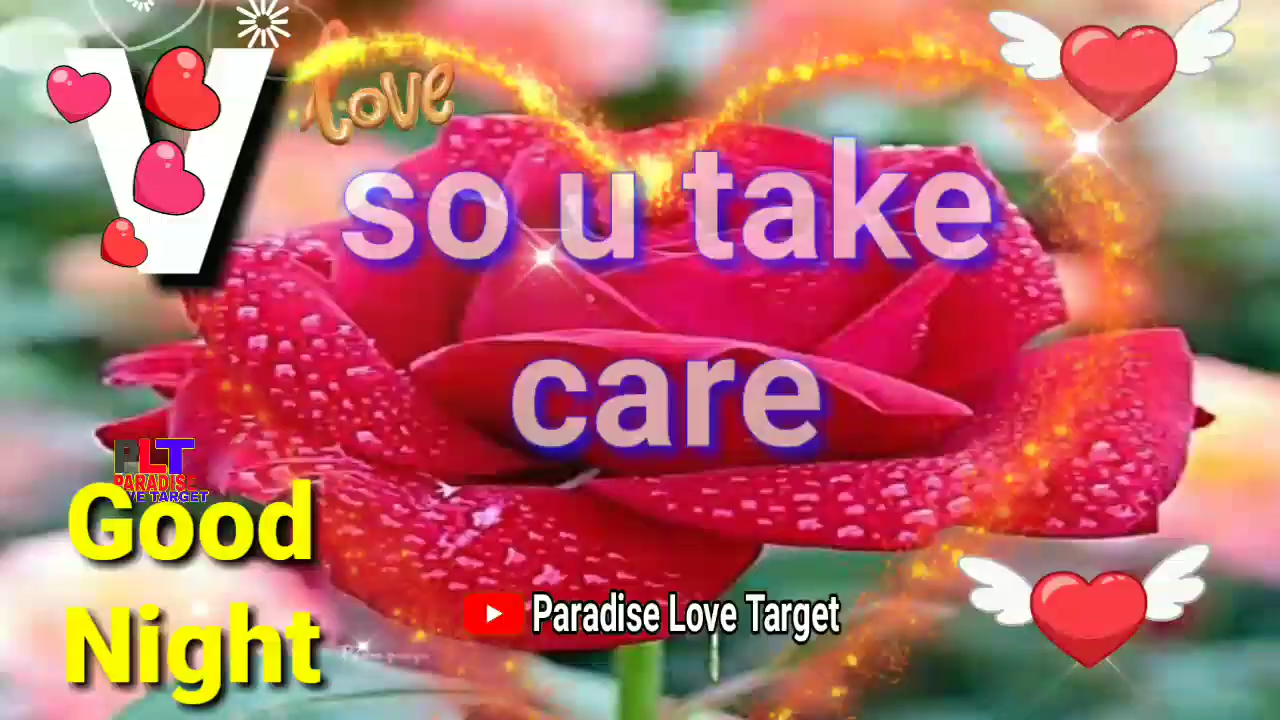 V
love
so u take
care
PLT
PARADISE
LOVE TARGET
Good
Night
Paradise Love Target